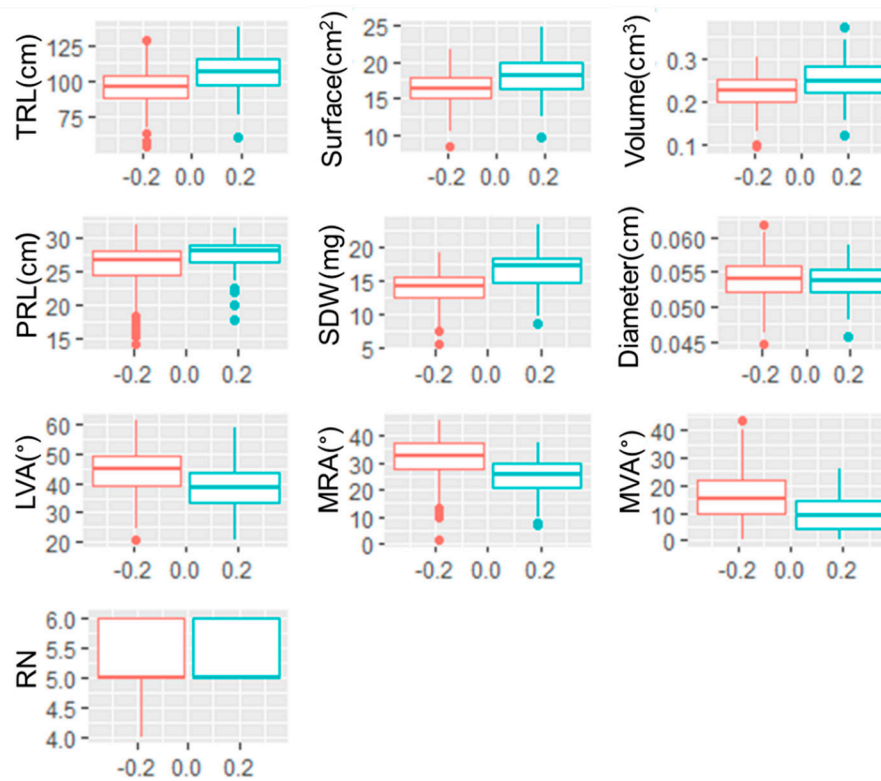 TRL(cm)
125
100
75
-0.2 0.0 0.2
Surface(cm²)
25
20
15
10
-0.2 0.0 0.2
Volume(cm³)
0.3
0.2
0.1
-0.2 0.0 0.2
PRL(cm)
30
25
20
15
-0.2 0.0 0.2
SDW(mg)
20
15
10
5
-0.2 0.0 0.2
Diameter(cm)
0.060
0.055
0.050
0.045
-0.2 0.0 0.2
LVA(°)
60
50
40
30
20
-0.2 0.0 0.2
MRA(°)
40
30
20
10
0
-0.2 0.0 0.2
MVA(°)
40
30
20
10
0
-0.2 0.0 0.2
RN
6.0
5.5
5.0
4.5
4.0
-0.2 0.0 0.2